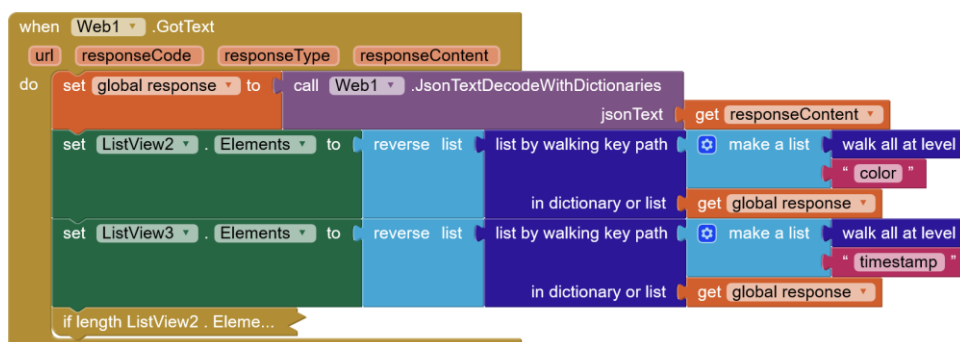 when Web1 .GotText
url responseCode responseType responseContent
do set global response to call Web1 .JsonTextDecodeWithDictionaries
jsonText get responseContent
set ListView2 . Elements to reverse list list by walking key path make a list walk all at level
" color "
in dictionary or list get global response
set ListView3 . Elements to reverse list list by walking key path make a list walk all at level
" timestamp "
in dictionary or list get global response
if length ListView2 . Eleme...